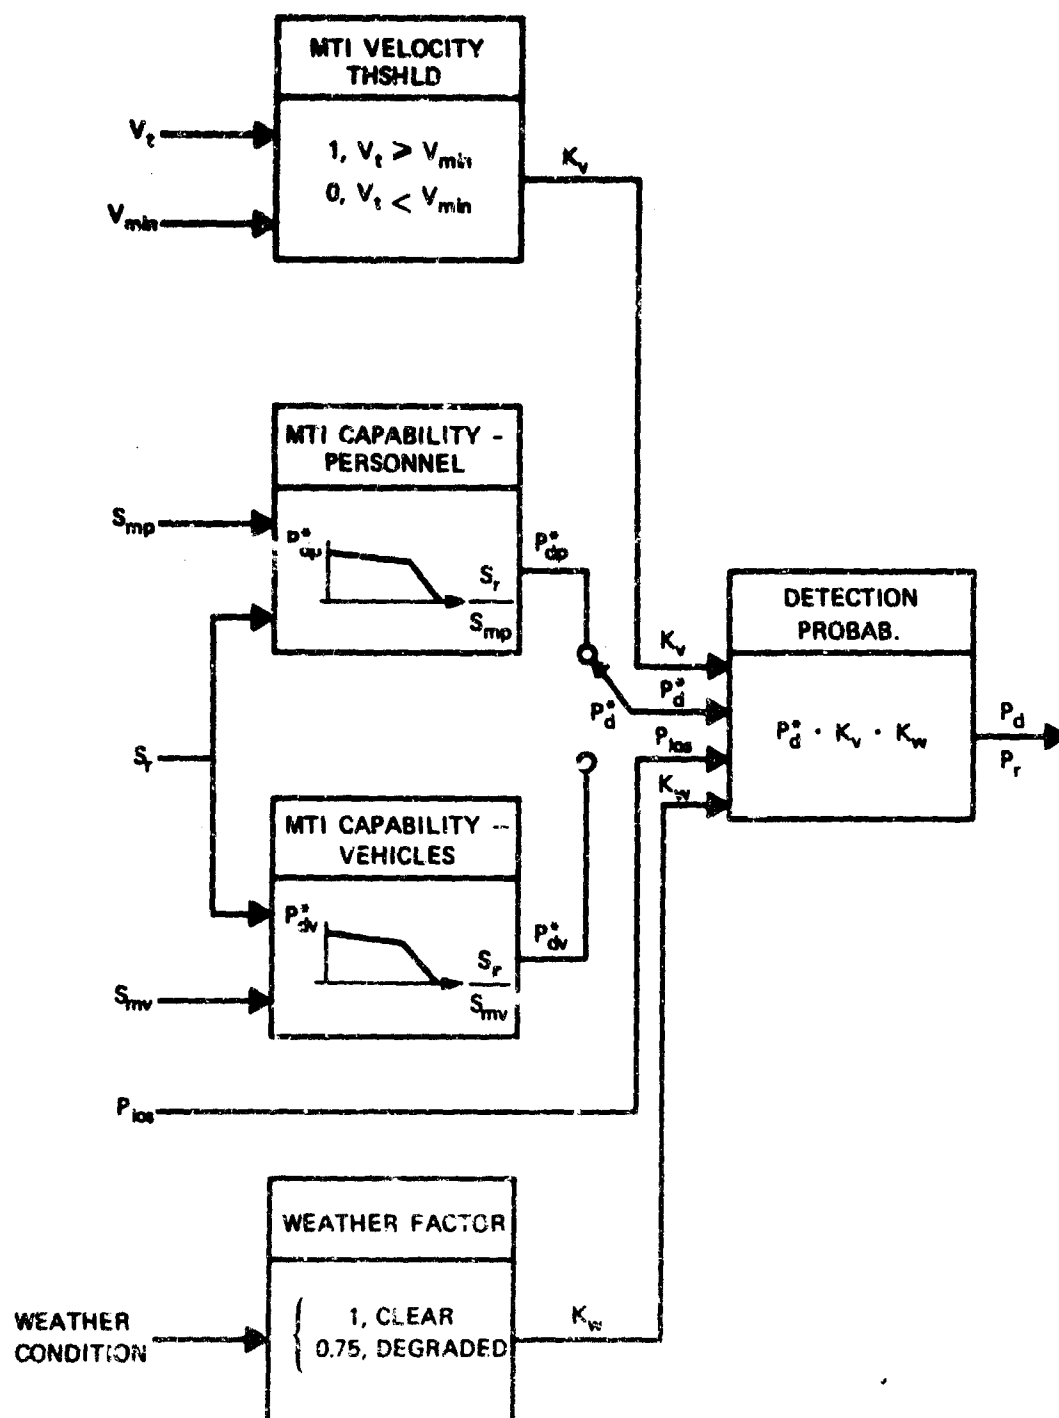 MTI VELOCITY
THSHLD
V_t
1, V_t > V_min
K_v
0, V_t < V_min
V_min
MTI CAPABILITY -
PERSONNEL
S_mp
P*_dp
P*_dp
S_r
S_mp
DETECTION
PROBAB.
K_v
P*_d
P*_d
P_los
P*_d · K_v · K_w
P_d
P_r
S_r
K_w
MTI CAPABILITY -
VEHICLES
P*_dv
P*_dv
S_r
S_mv
S_mv
P_los
WEATHER FACTOR
WEATHER
CONDITION
1, CLEAR
0.75, DEGRADED
K_w